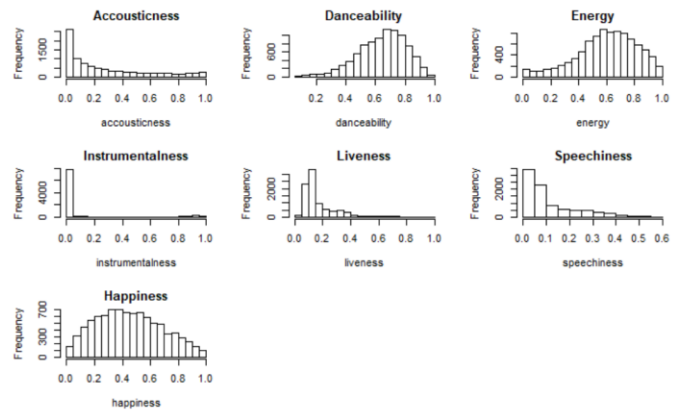 Accousticness
Frequency
0 1500
0.0 0.2 0.4 0.6 0.8 1.0
accousticness
Danceability
Frequency
0 600
0.2 0.4 0.6 0.8 1.0
danceability
Energy
Frequency
0 400
0.0 0.2 0.4 0.6 0.8 1.0
energy
Instrumentalness
Frequency
0 4000
0.0 0.2 0.4 0.6 0.8 1.0
instrumentalness
Liveness
Frequency
0 2000
0.0 0.2 0.4 0.6 0.8 1.0
liveness
Speechiness
Frequency
0 2000
0.0 0.1 0.2 0.3 0.4 0.5 0.6
speechiness
Happiness
Frequency
0 300 700
0.0 0.2 0.4 0.6 0.8 1.0
happiness